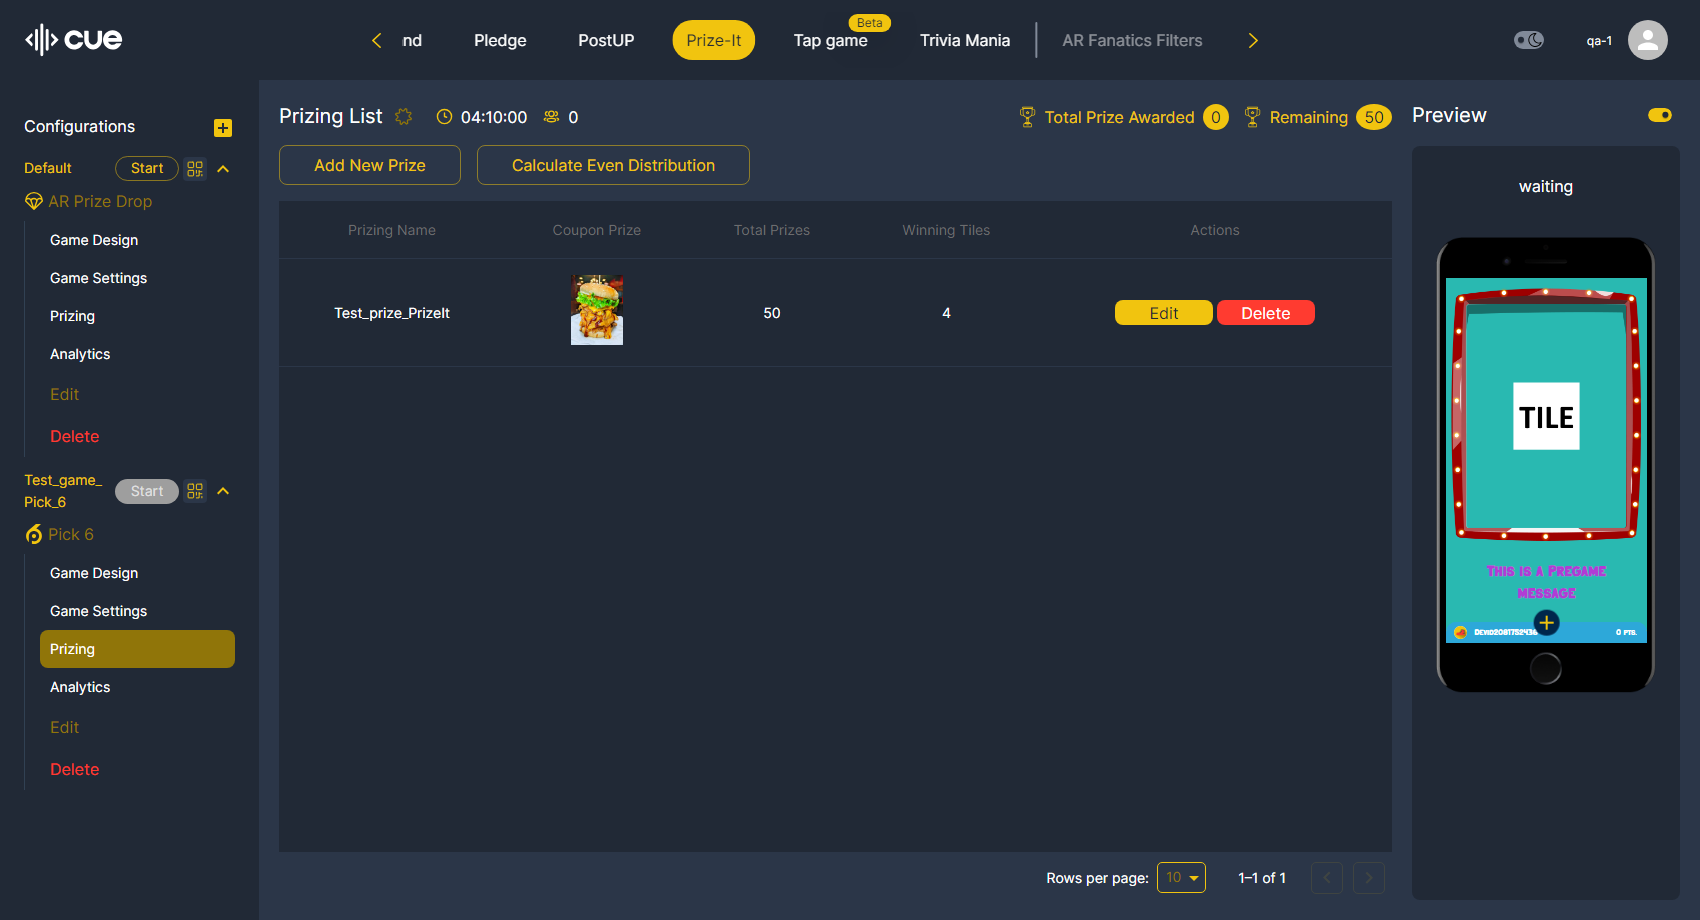 cue
nd
Pledge
PostUP
Prize-It
Beta
Tap game
Trivia Mania
AR Fanatics Filters
qa-1
Configurations
Default
Start
AR Prize Drop
Game Design
Game Settings
Prizing
Analytics
Edit
Delete
Test_game_
Pick_6
Start
Pick 6
Game Design
Game Settings
Prizing
Analytics
Edit
Delete
Prizing List
04:10:00
0
Total Prize Awarded 0
Remaining 50
Add New Prize
Calculate Even Distribution
Prizing Name
Coupon Prize
Total Prizes
Winning Tiles
Actions
Test_prize_PrizeIt
50
4
Edit
Delete
Rows per page: 10
1–1 of 1
Preview
waiting
TILE
THIS IS A PREGAME
MESSAGE
0 PTS.